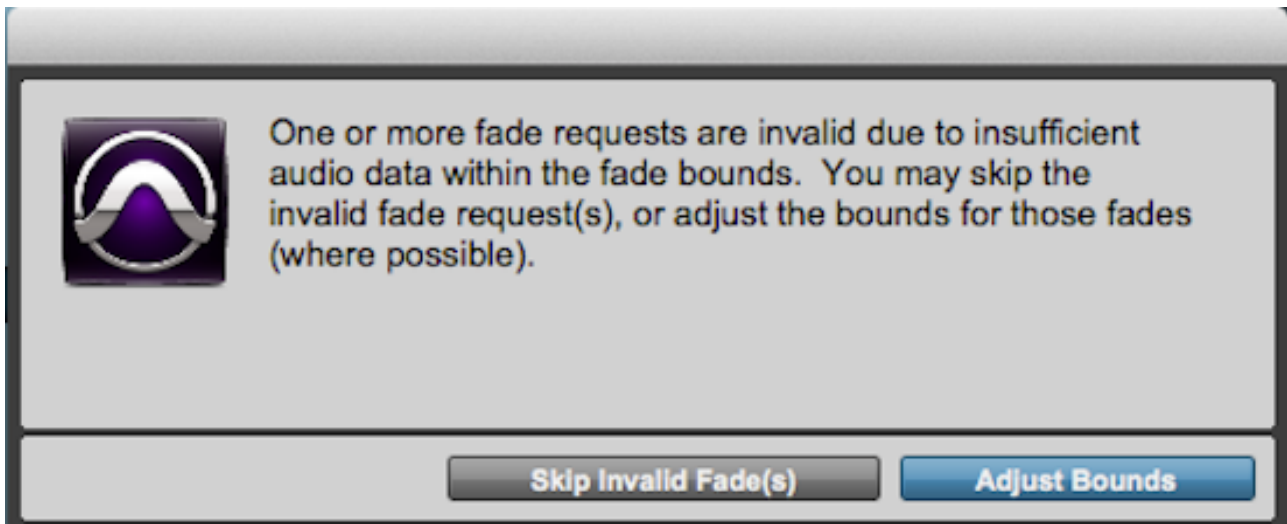 One or more fade requests are invalid due to insufficient
audio data within the fade bounds.  You may skip the
invalid fade request(s), or adjust the bounds for those fades
(where possible).
Skip Invalid Fade(s)
Adjust Bounds